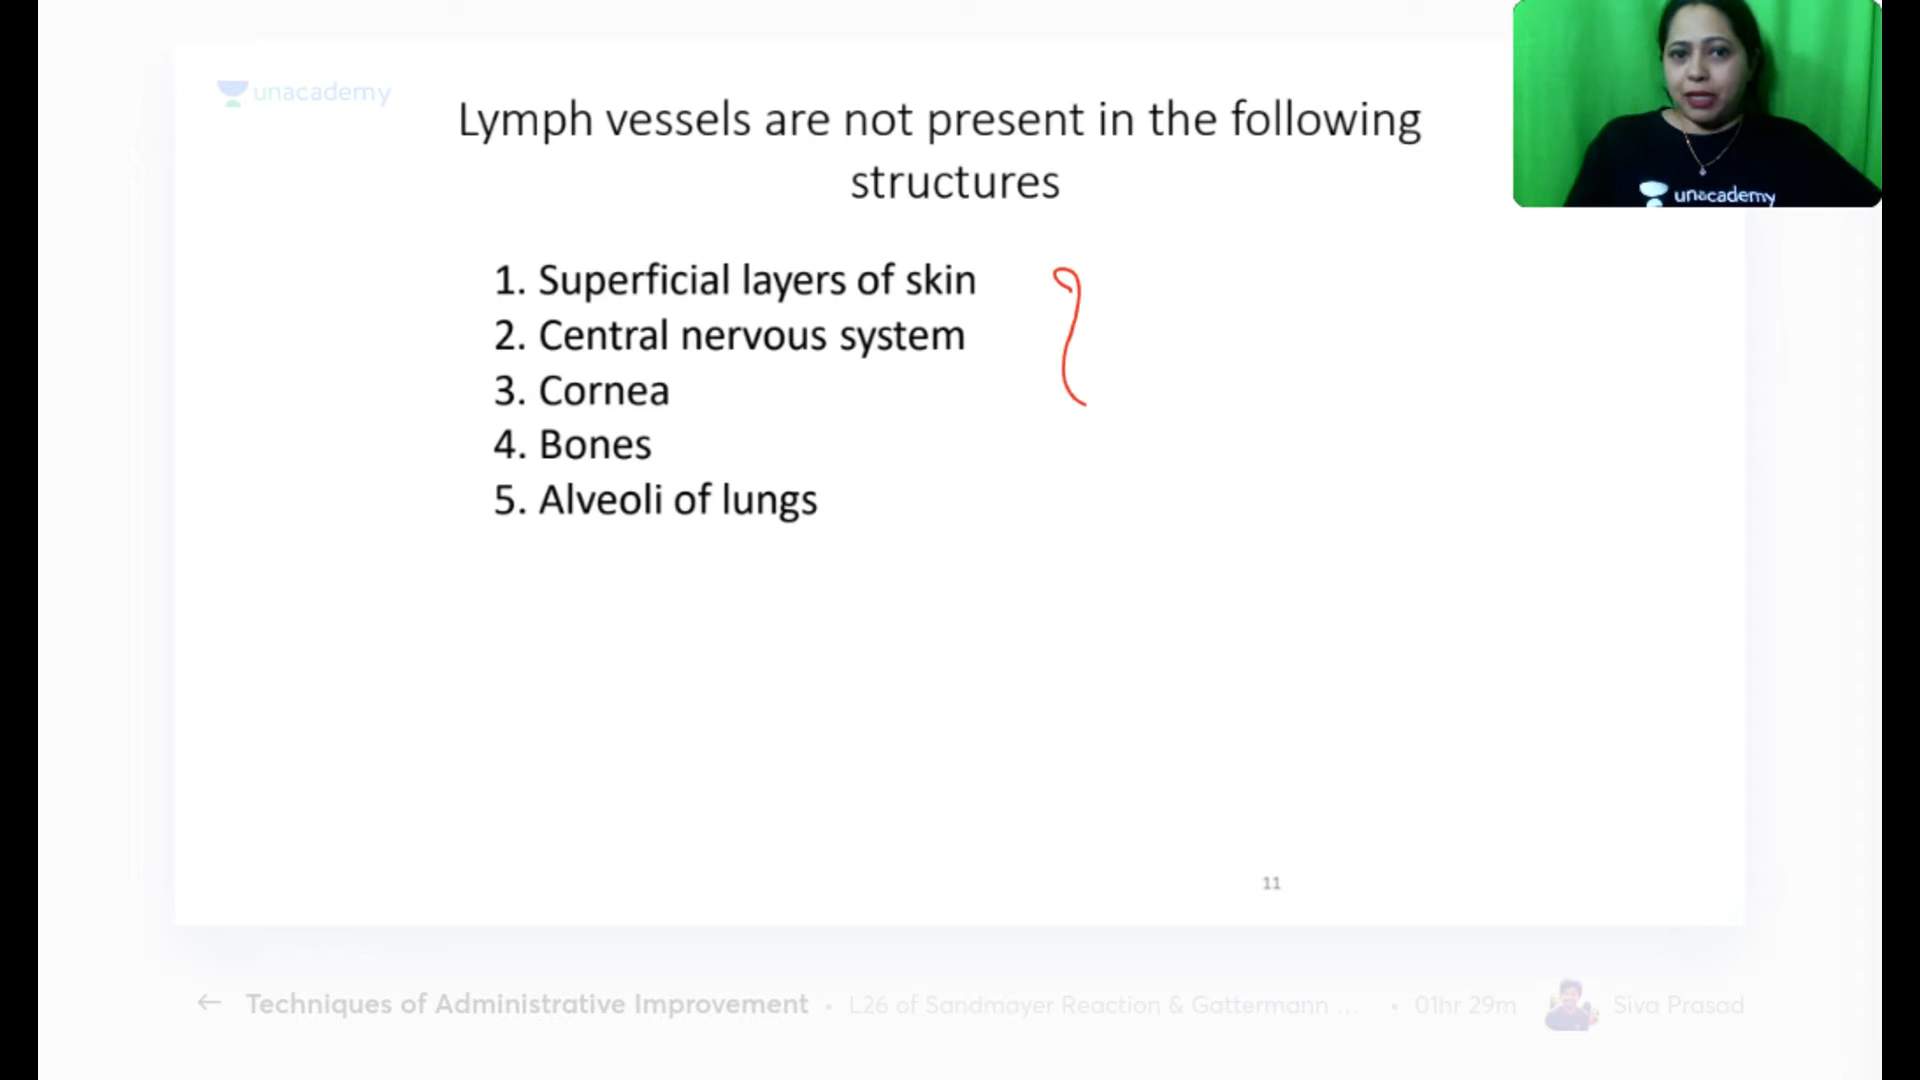 unacademy
Lymph vessels are not present in the following
structures
unacademy
1. Superficial layers of skin
2. Central nervous system
3. Cornea
4. Bones
5. Alveoli of lungs
11
← Techniques of Administrative Improvement • L26 of Sandmayer Reaction & Gattermann ... • 01hr 29m Siva Prasad